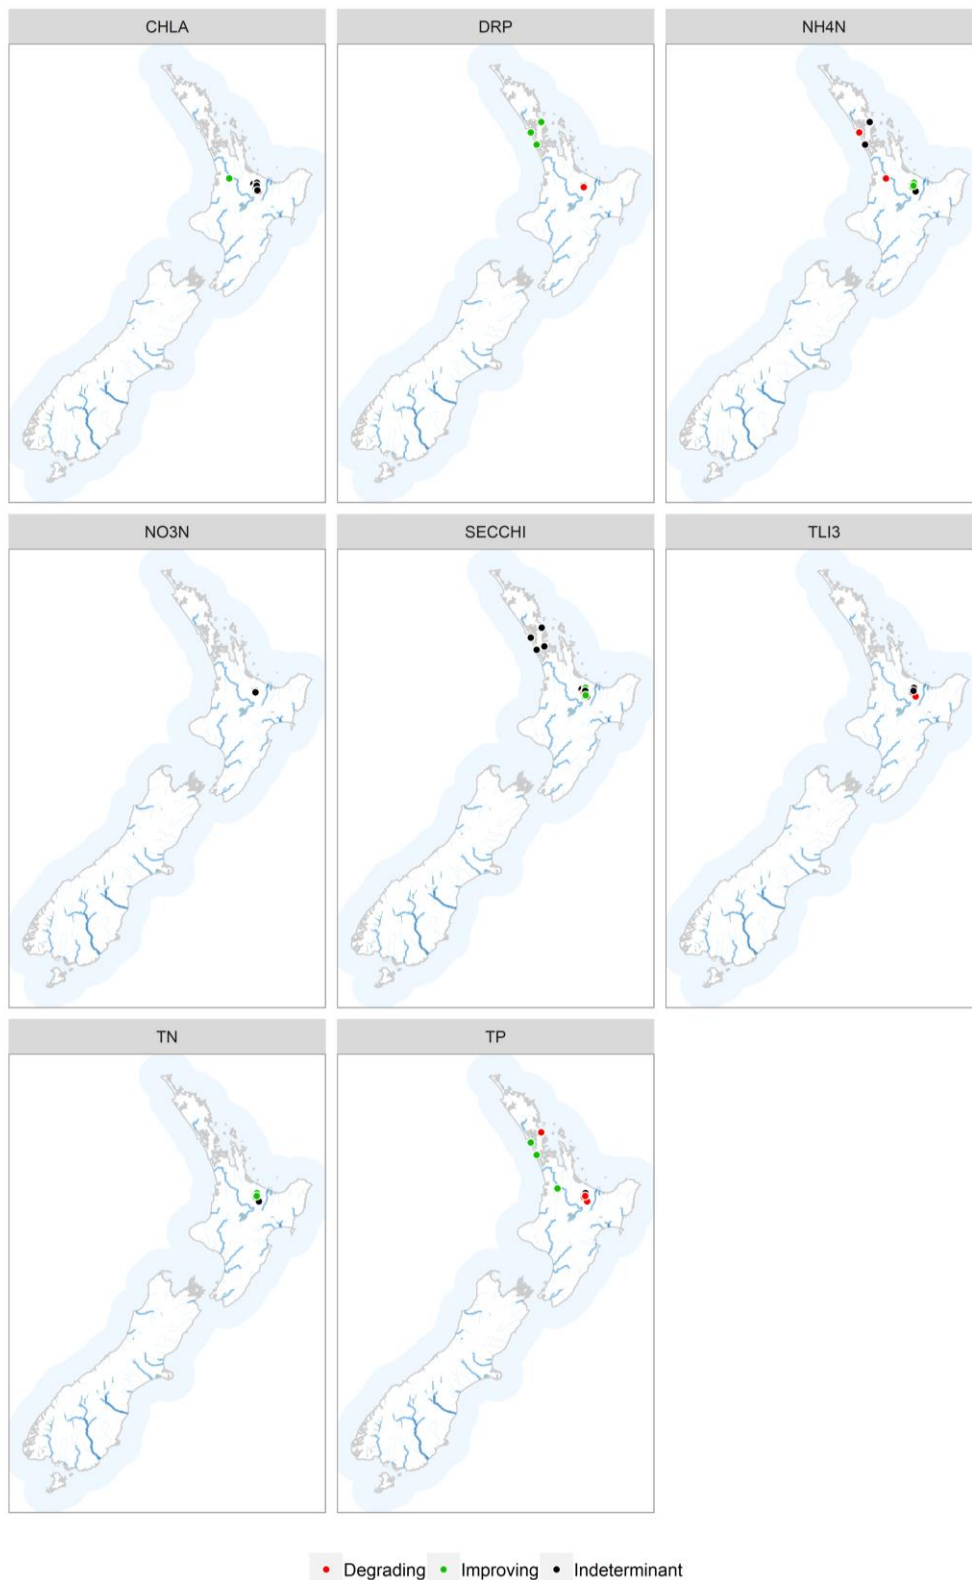 CHLA DRP NH4N
NO3N SECCHI TLI3
TN TP
Degrading Improving Indeterminant